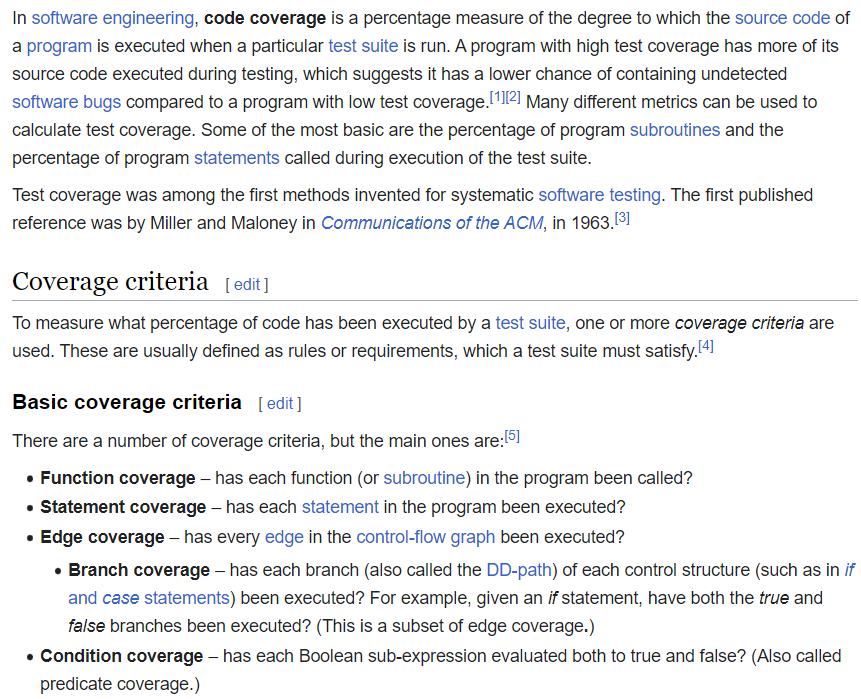 In software engineering, code coverage is a percentage measure of the degree to which the source code of
a program is executed when a particular test suite is run. A program with high test coverage has more of its
source code executed during testing, which suggests it has a lower chance of containing undetected
software bugs compared to a program with low test coverage.[1][2] Many different metrics can be used to
calculate test coverage. Some of the most basic are the percentage of program subroutines and the
percentage of program statements called during execution of the test suite.
Test coverage was among the first methods invented for systematic software testing. The first published
reference was by Miller and Maloney in Communications of the ACM, in 1963.[3]
Coverage criteria [ edit ]
To measure what percentage of code has been executed by a test suite, one or more coverage criteria are
used. These are usually defined as rules or requirements, which a test suite must satisfy.[4]
Basic coverage criteria [ edit ]
There are a number of coverage criteria, but the main ones are:[5]
• Function coverage – has each function (or subroutine) in the program been called?
• Statement coverage – has each statement in the program been executed?
• Edge coverage – has every edge in the control-flow graph been executed?
• Branch coverage – has each branch (also called the DD-path) of each control structure (such as in if
and case statements) been executed? For example, given an if statement, have both the true and
false branches been executed? (This is a subset of edge coverage.)
• Condition coverage – has each Boolean sub-expression evaluated both to true and false? (Also called
predicate coverage.)